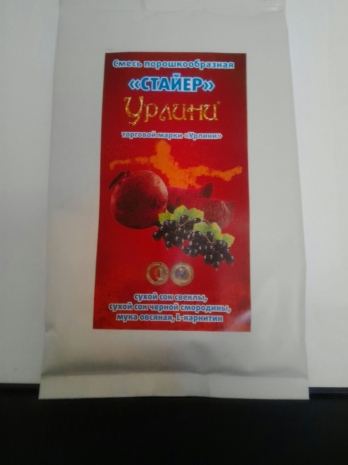 Смесь порошкообразная
«СТАЙЕР»
Урлини
торговой марки «Урлини»
сухой сок свеклы,
сухой сок черной смородины,
мука овсяная, L-карнитин